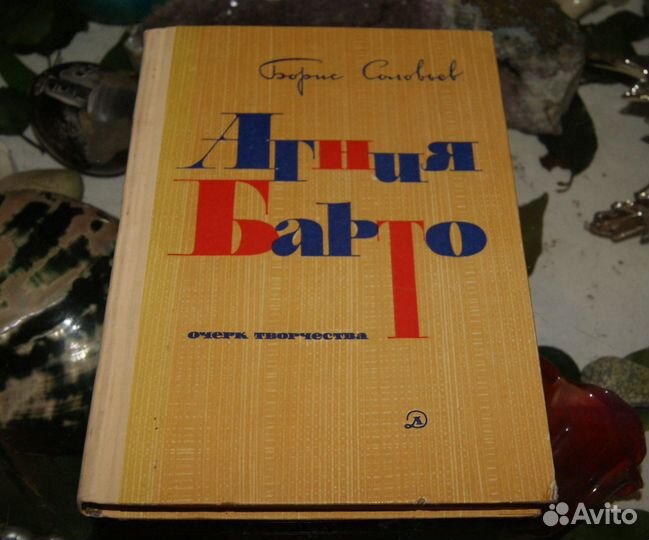 Борис Соловьев
Агния
Барто
очерк творчества
Д
Avito